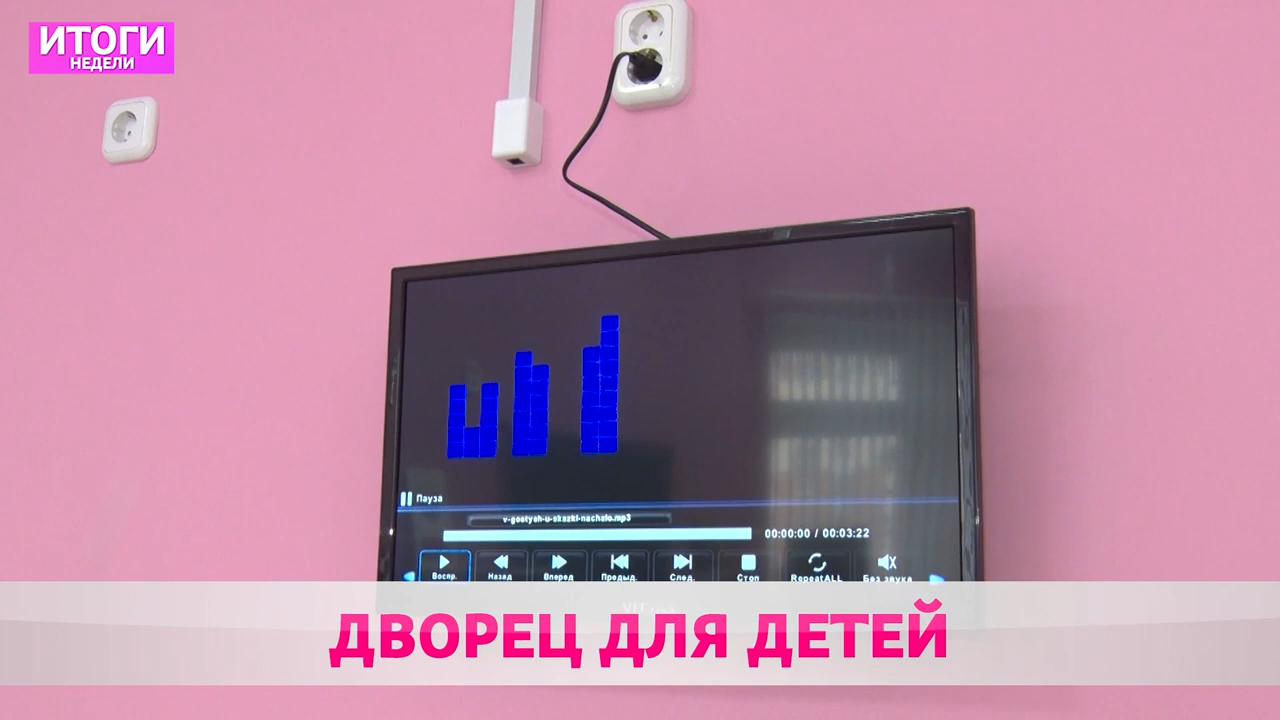 ИТОГИ
НЕДЕЛИ
Пауза
v-gostyah-u-skazki-nachalo.mp3
00:00:00 / 00:03:22
Воспр. Назад Вперед Предыд. След. Стоп RepeatALL Без звука
ДВОРЕЦ ДЛЯ ДЕТЕЙ